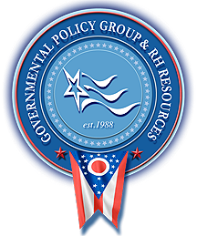 GOVERNMENTAL POLICY GROUP & RH RESOURCES
est.1988